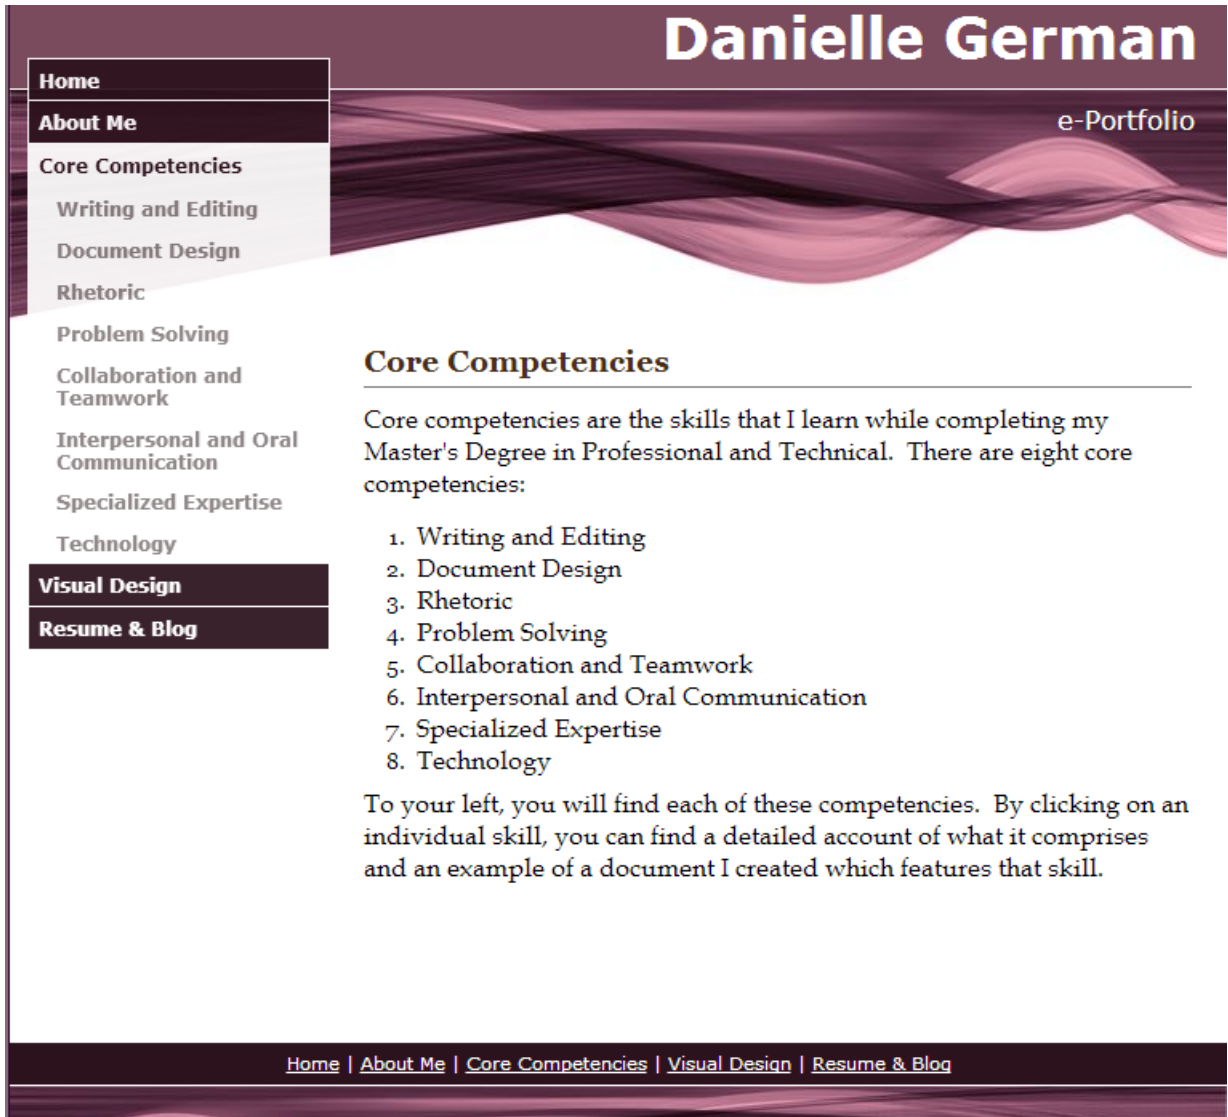 Danielle German
e-Portfolio
Home
About Me
Core Competencies
Writing and Editing
Document Design
Rhetoric
Problem Solving
Collaboration and
Teamwork
Interpersonal and Oral
Communication
Specialized Expertise
Technology
Visual Design
Resume & Blog
Core Competencies
Core competencies are the skills that I learn while completing my
Master's Degree in Professional and Technical.  There are eight core
competencies:
1. Writing and Editing
2. Document Design
3. Rhetoric
4. Problem Solving
5. Collaboration and Teamwork
6. Interpersonal and Oral Communication
7. Specialized Expertise
8. Technology
To your left, you will find each of these competencies.  By clicking on an
individual skill, you can find a detailed account of what it comprises
and an example of a document I created which features that skill.
Home | About Me | Core Competencies | Visual Design | Resume & Blog